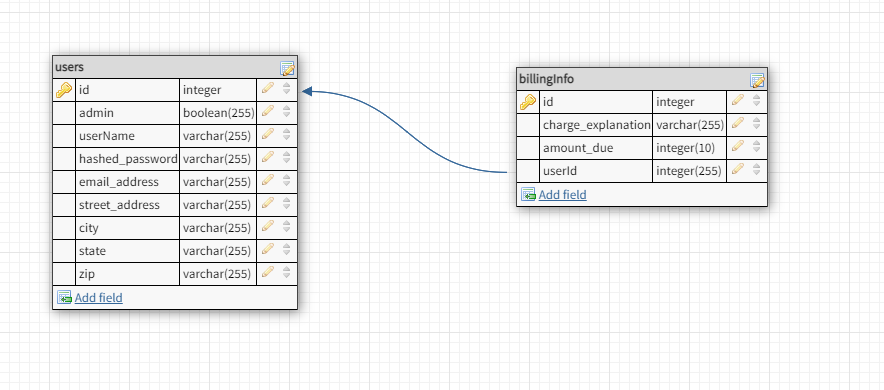 users
id integer
admin boolean(255)
userName varchar(255)
hashed_password varchar(255)
email_address varchar(255)
street_address varchar(255)
city varchar(255)
state varchar(255)
zip varchar(255)
Add field
billingInfo
id integer
charge_explanation varchar(255)
amount_due integer(10)
userId integer(255)
Add field